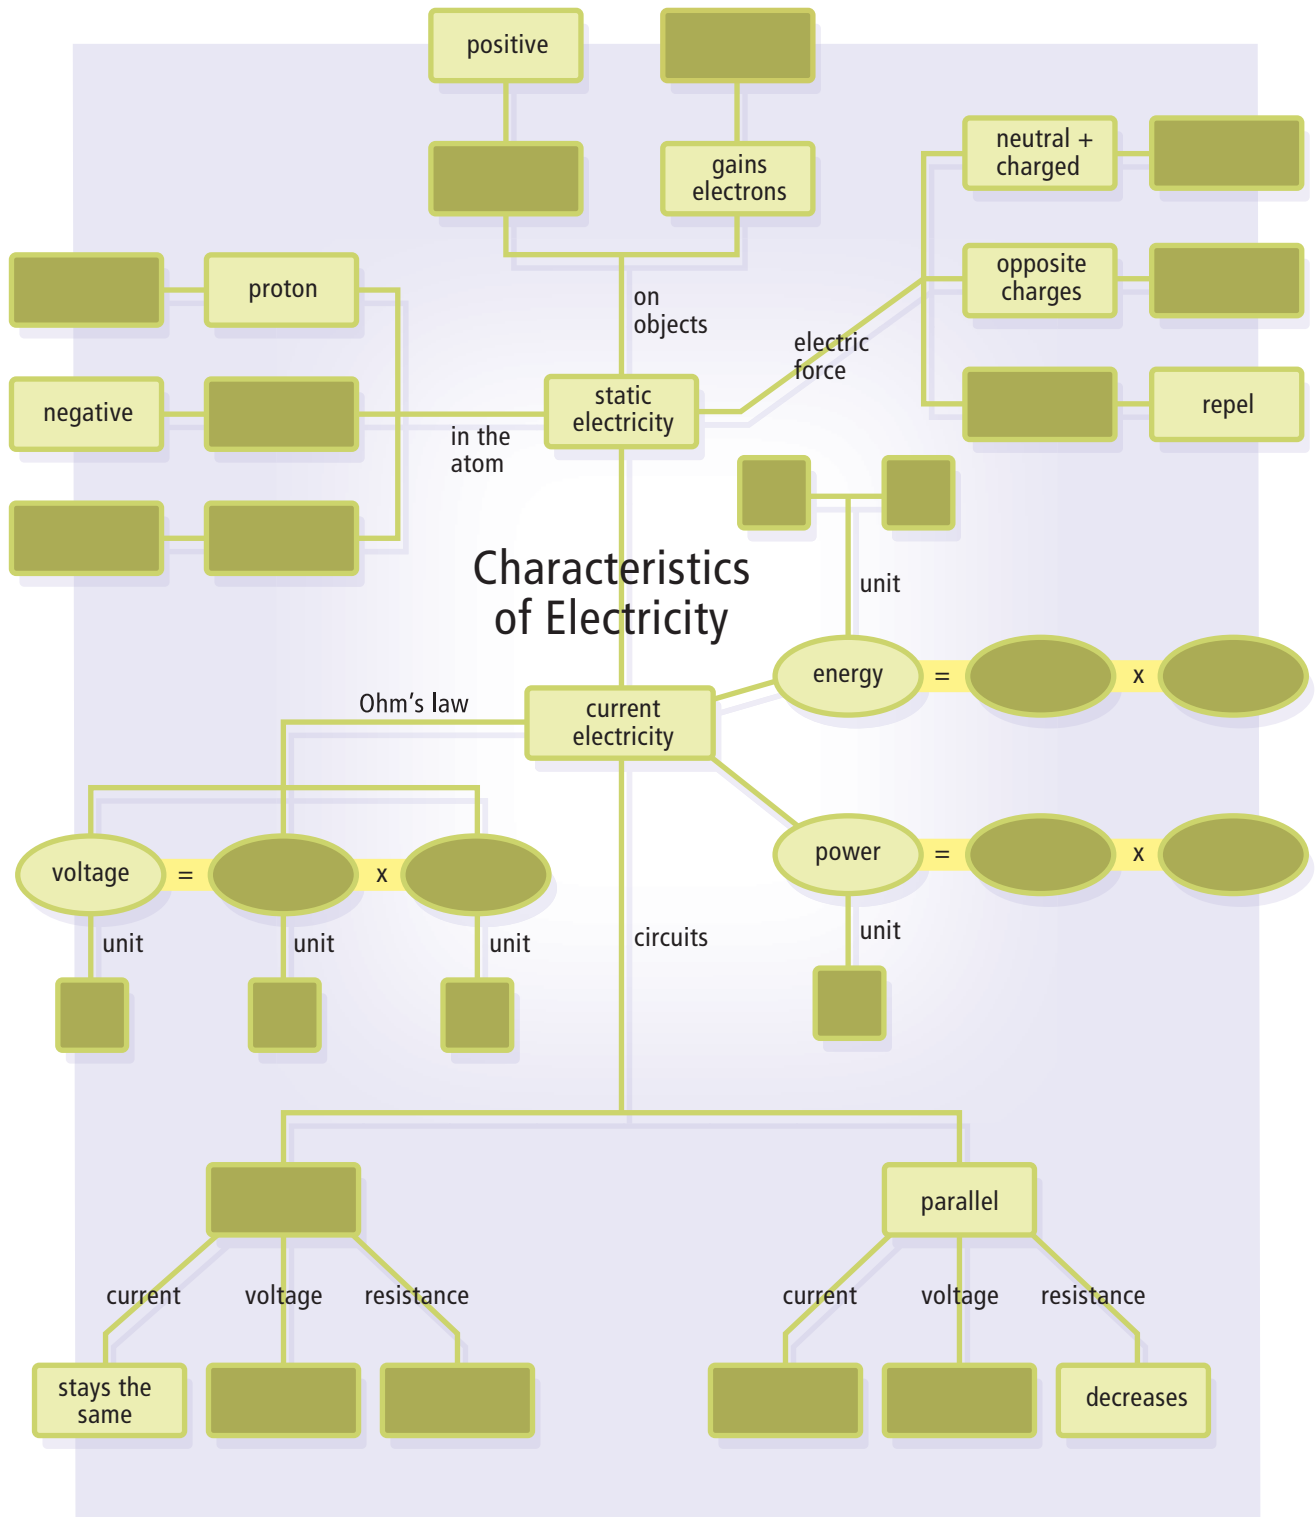 positive
gains
electrons
neutral +
charged
opposite
charges
repel
proton
negative
on
objects
electric
force
static
electricity
in the
atom
Characteristics
of Electricity
unit
energy
=
x
Ohm's law
current
electricity
power
=
x
voltage
=
x
unit
unit
unit
circuits
unit
parallel
current
voltage
resistance
current
voltage
resistance
stays the
same
decreases